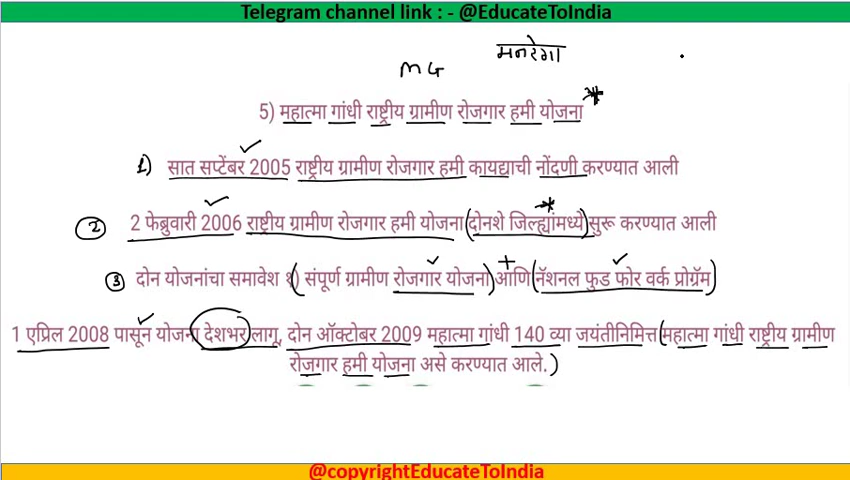 Telegram channel link : - @EducateToIndia
मनरेगा
MG
5) महात्मा गांधी राष्ट्रीय ग्रामीण रोजगार हमी योजना *
1) सात सप्टेंबर 2005 राष्ट्रीय ग्रामीण रोजगार हमी कायद्याची नोंदणी करण्यात आली
2 2 फेब्रुवारी 2006 राष्ट्रीय ग्रामीण रोजगार हमी योजना (दोनशे जिल्ह्यांमध्ये) सुरू करण्यात आली
3 दोन योजनांचा समावेश १) (संपूर्ण ग्रामीण रोजगार योजना) + आणि (नॅशनल फुड फोर वर्क प्रोग्रॅम)
1 एप्रिल 2008 पासून योजना देशभर लागू, दोन ऑक्टोबर 2009 महात्मा गांधी 140 व्या जयंतीनिमित्त (महात्मा गांधी राष्ट्रीय ग्रामीण
रोजगार हमी योजना असे करण्यात आले.)
@copyrightEducateToIndia